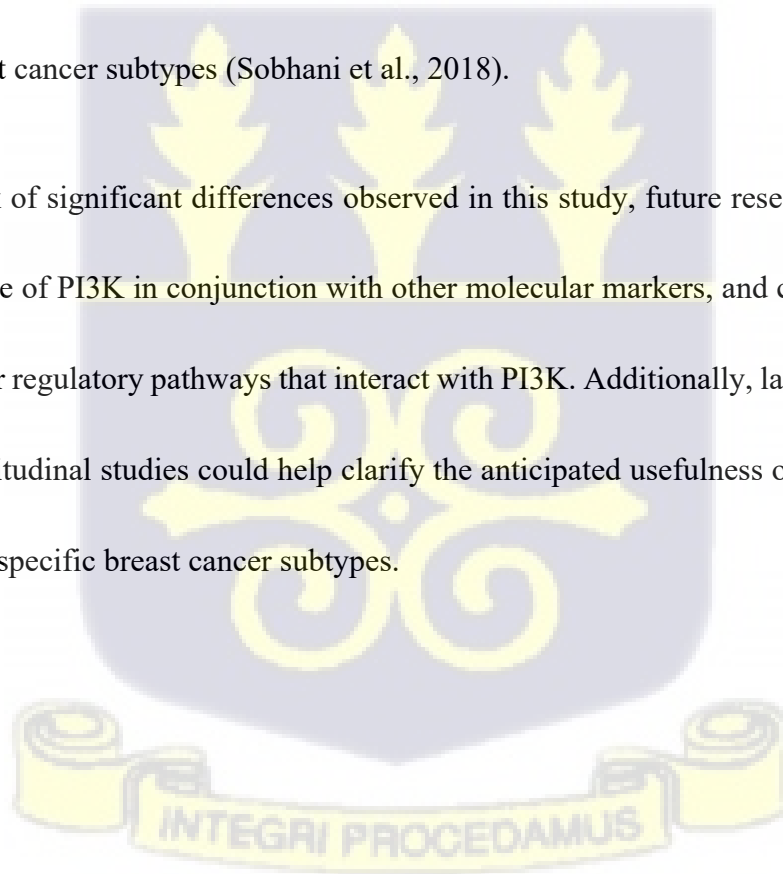 t cancer subtypes (Sobhani et al., 2018).
of significant differences observed in this study, future rese
e of PI3K in conjunction with other molecular markers, and c
r regulatory pathways that interact with PI3K. Additionally, la
itudinal studies could help clarify the anticipated usefulness o
specific breast cancer subtypes.
INTEGRI PROCEDAMUS